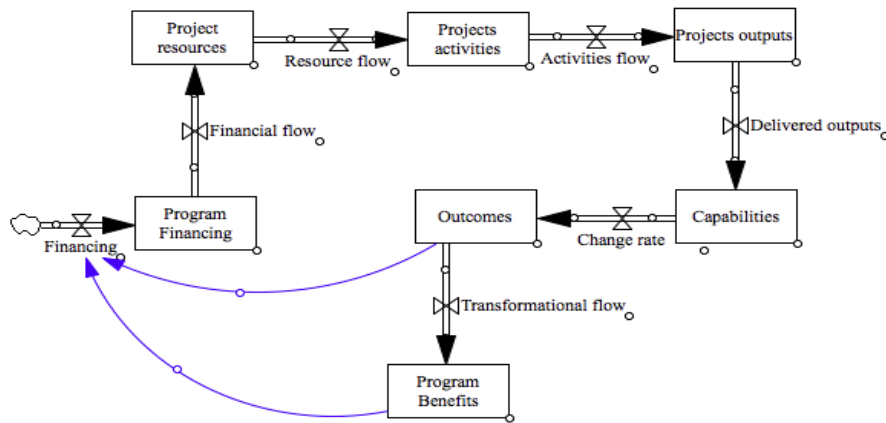 Project
resources
Resource flow
Projects
activities
Activities flow
Projects outputs
Financial flow
Delivered outputs
Financing
Program
Financing
Outcomes
Change rate
Capabilities
Transformational flow
Program
Benefits